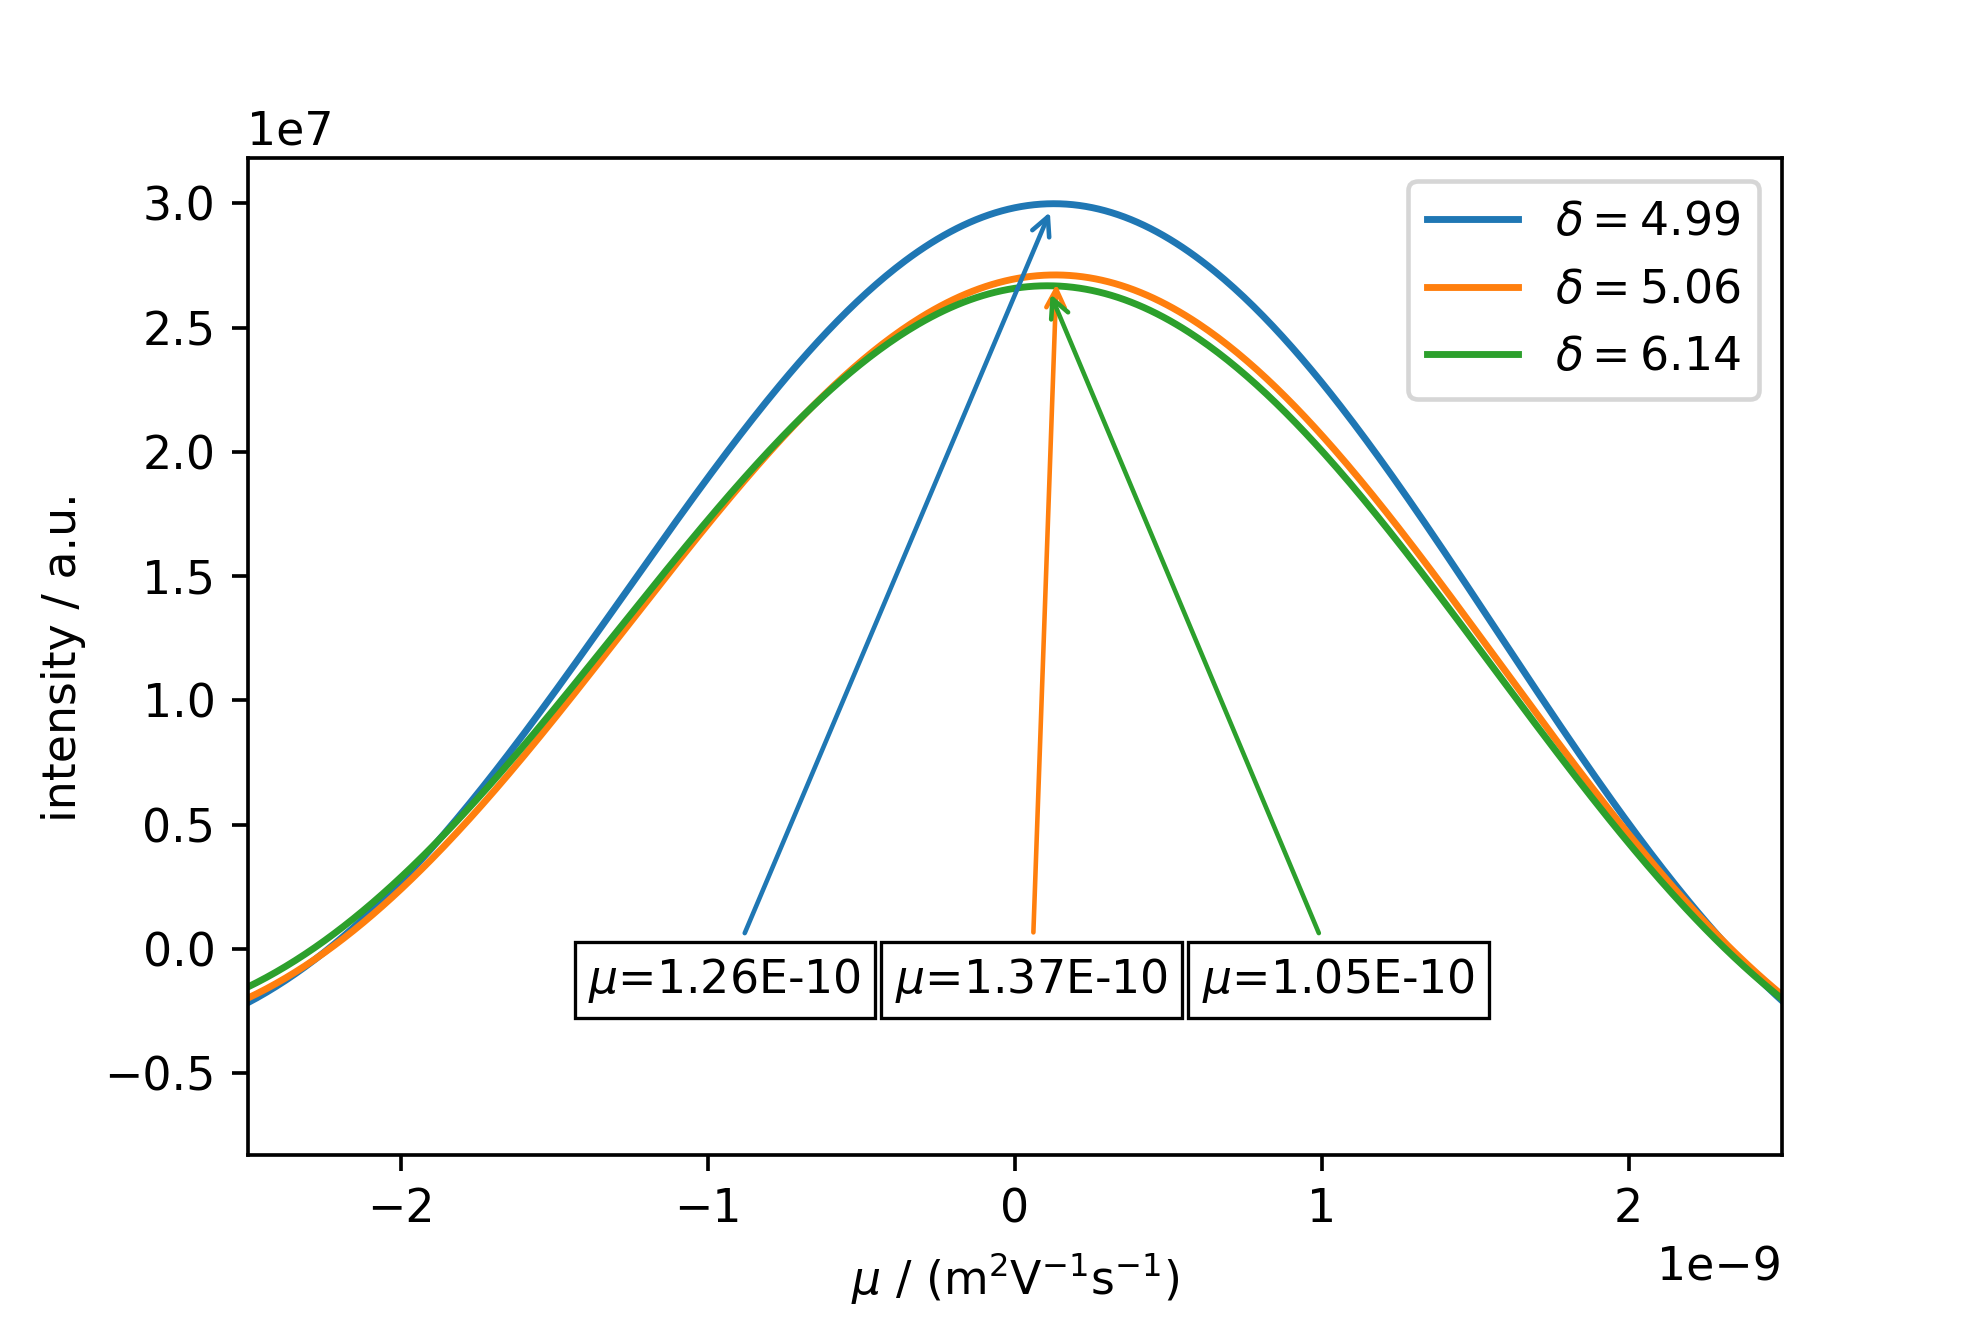 1e7
3.0
2.5
2.0
1.5
1.0
0.5
0.0
−0.5
intensity / a.u.
δ = 4.99
δ = 5.06
δ = 6.14
μ=1.26E-10
μ=1.37E-10
μ=1.05E-10
−2
−1
0
1
2
1e−9
μ / (m²V⁻¹s⁻¹)